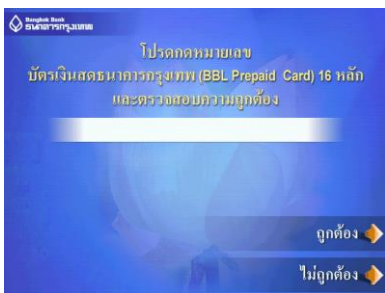 Bangkok Bank
ธนาคารกรุงเทพ
โปรดกดหมายเลข
บัตรเงินสดธนาคารกรุงเทพ (BBL Prepaid Card) 16 หลัก
และตรวจสอบความถูกต้อง
ถูกต้อง
ไม่ถูกต้อง